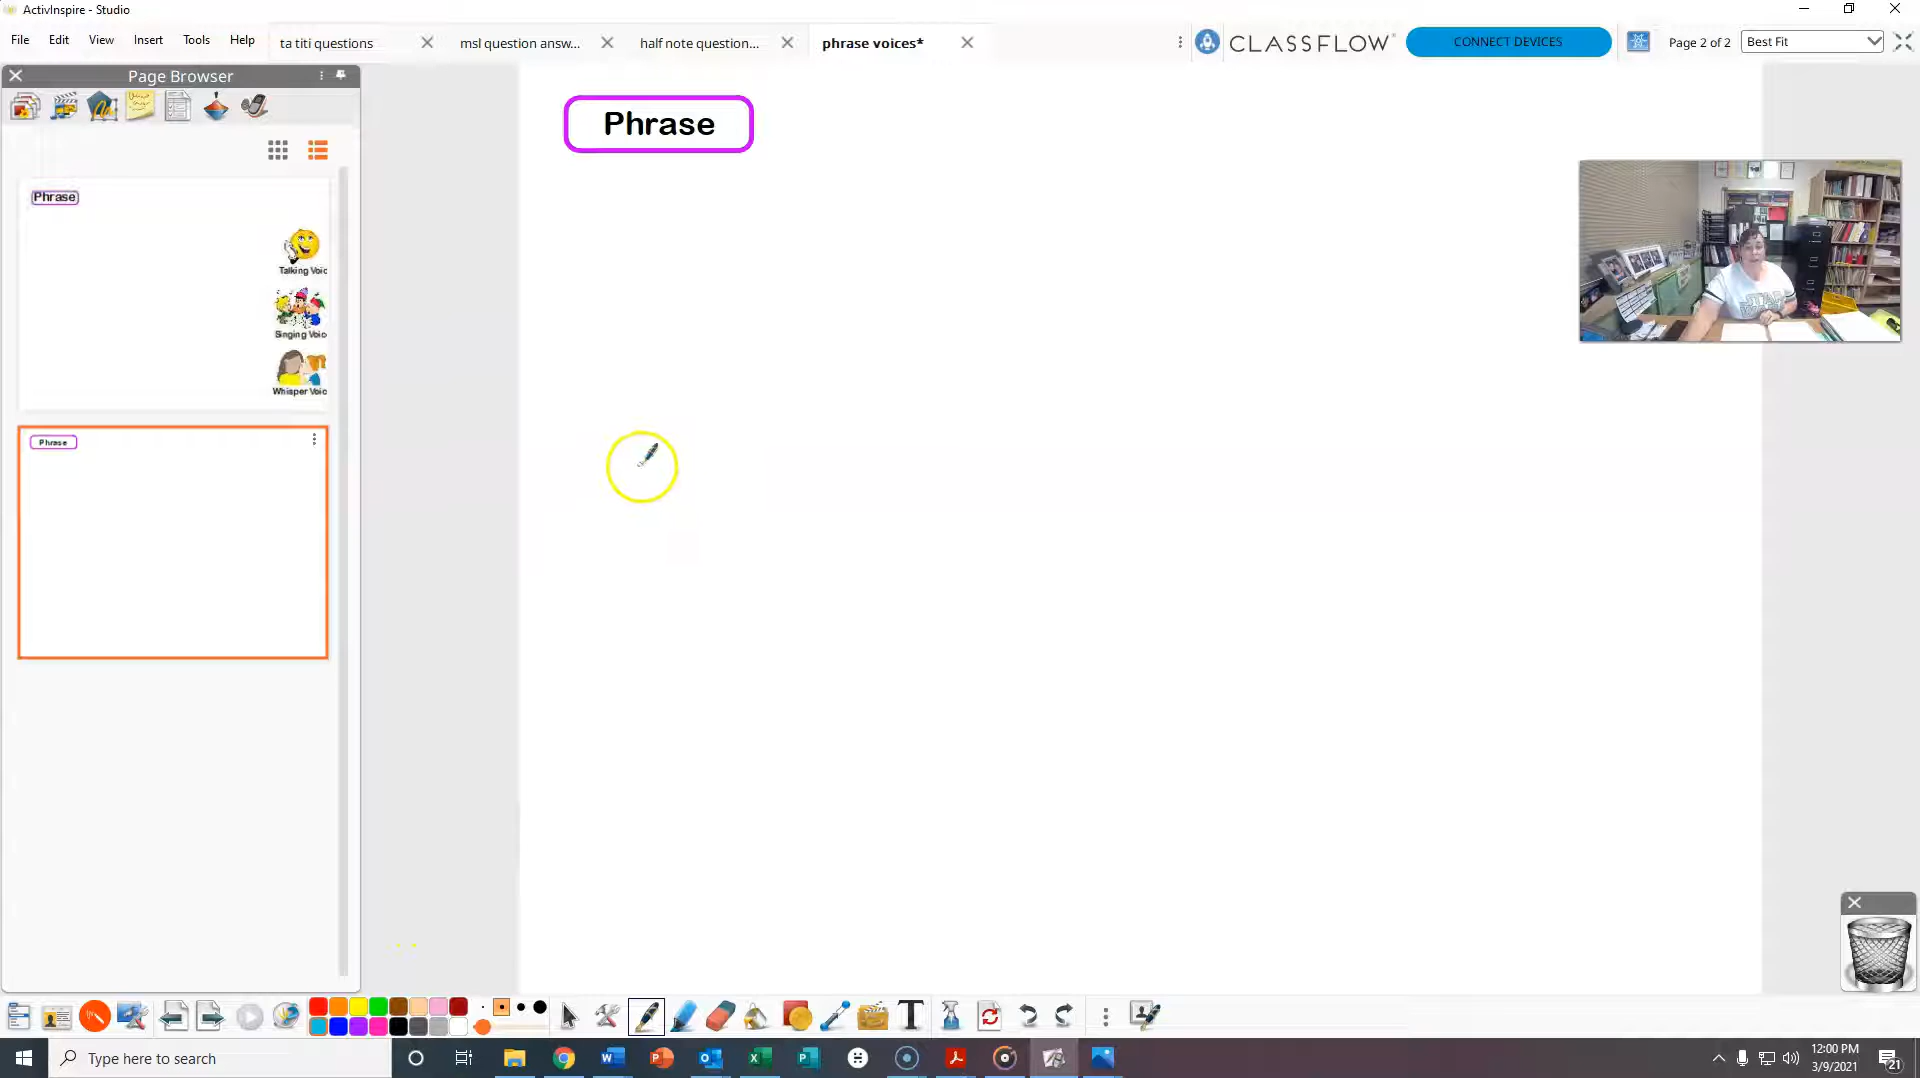 ActivInspire - Studio
File Edit View Insert Tools Help
ta titi questions
msl question answ...
half note question...
phrase voices*
CLASSFLOW
CONNECT DEVICES
Page 2 of 2
Best Fit
Page Browser
Phrase
Talking Voic
Singing Voic
Whisper Voic
Phrase
Phrase
Type here to search
12:00 PM
3/9/2021
21